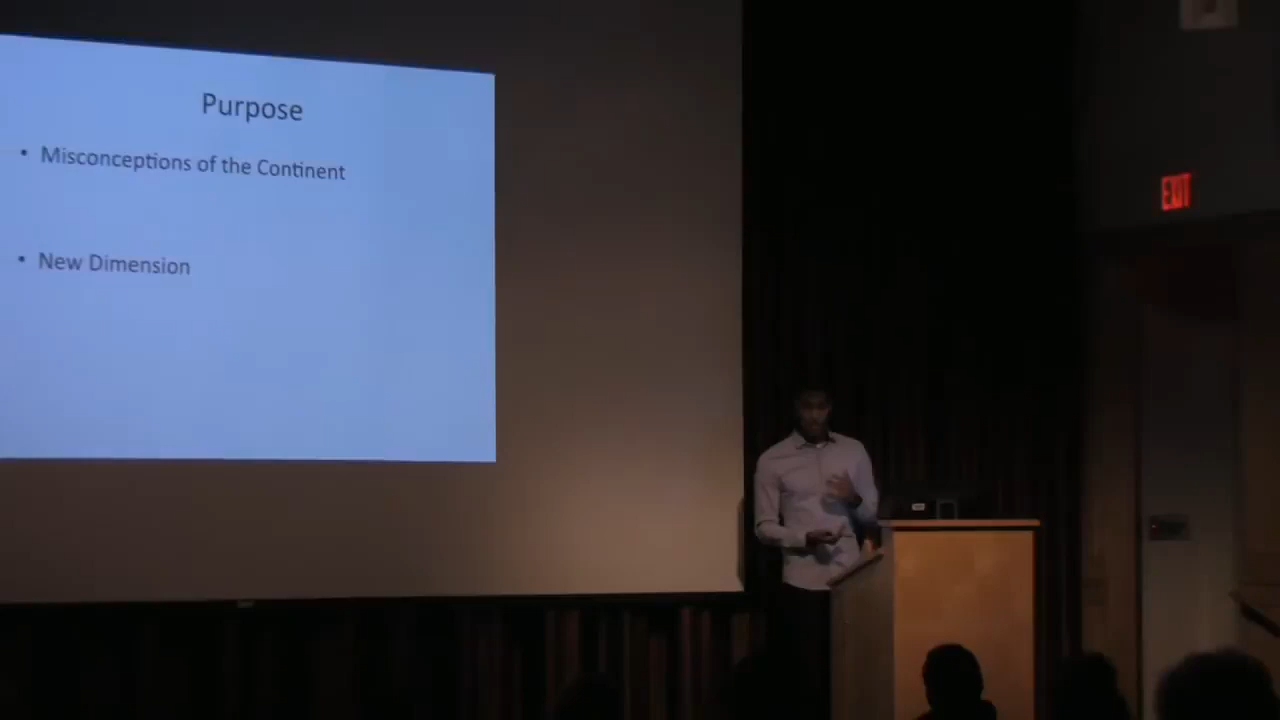 Purpose
• Misconceptions of the Continent
• New Dimension
EXIT